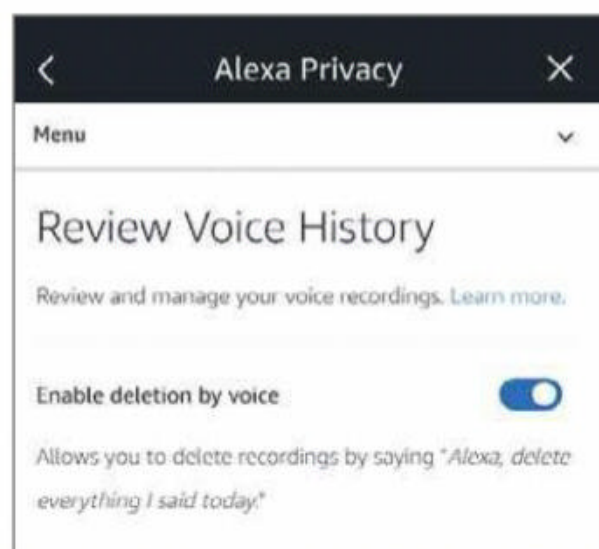 Alexa Privacy
Menu
Review Voice History
Review and manage your voice recordings. Learn more.
Enable deletion by voice
Allows you to delete recordings by saying "Alexa, delete
everything I said today."